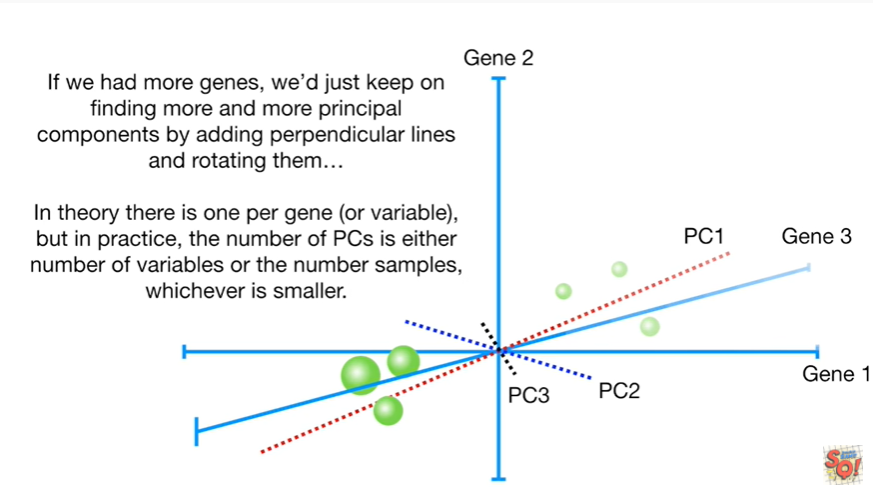 Gene 2
If we had more genes, we’d just keep on
finding more and more principal
components by adding perpendicular lines
and rotating them…
In theory there is one per gene (or variable),
but in practice, the number of PCs is either
number of variables or the number samples,
whichever is smaller.
PC1
Gene 3
Gene 1
PC3
PC2
SQ!